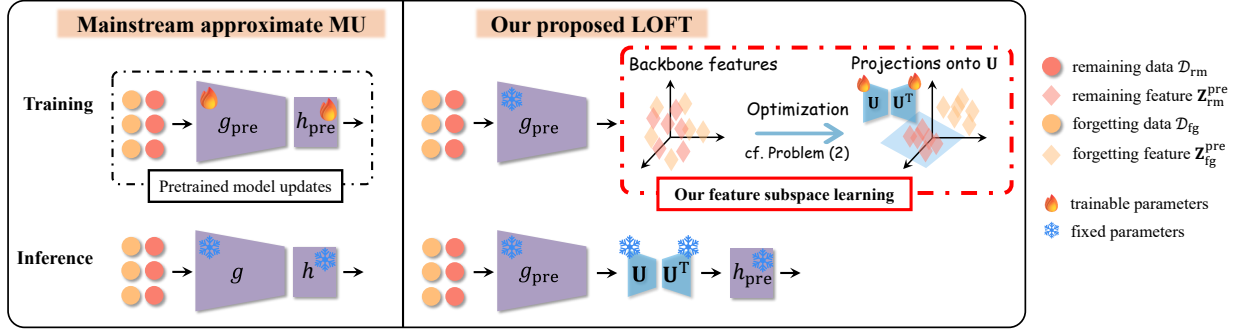 Mainstream approximate MU
Our proposed LOFT
Training
g_pre
h_pre
Pretrained model updates
g_pre
Backbone features
Optimization
cf. Problem (2)
Projections onto U
U
U^T
Our feature subspace learning
Inference
g
h
g_pre
U
U^T
h_pre
remaining data 𝒟_rm
remaining feature Z_rm^pre
forgetting data 𝒟_fg
forgetting feature Z_fg^pre
trainable parameters
fixed parameters